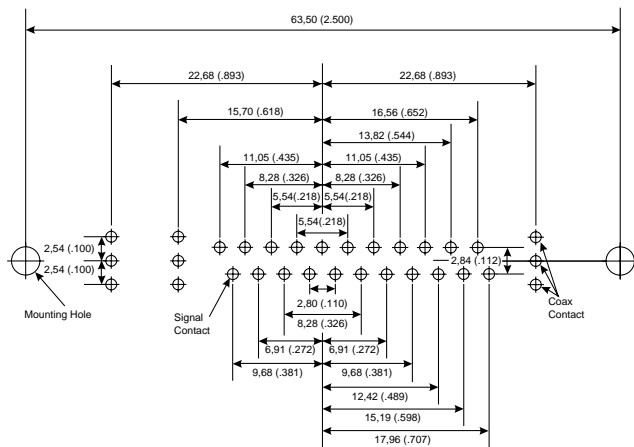 63,50 (2.500)
22,68 (.893) 22,68 (.893)
15,70 (.618) 16,56 (.652)
13,82 (.544)
11,05 (.435) 11,05 (.435)
8,28 (.326) 8,28 (.326)
5,54(.218) 5,54(.218)
5,54(.218)
2,54 (.100)
2,84 (.112)
2,54 (.100)
Mounting Hole
Signal
Contact
Coax
Contact
2,80 (.110)
8,28 (.326)
6,91 (.272) 6,91 (.272)
9,68 (.381) 9,68 (.381)
12,42 (.489)
15,19 (.598)
17,96 (.707)